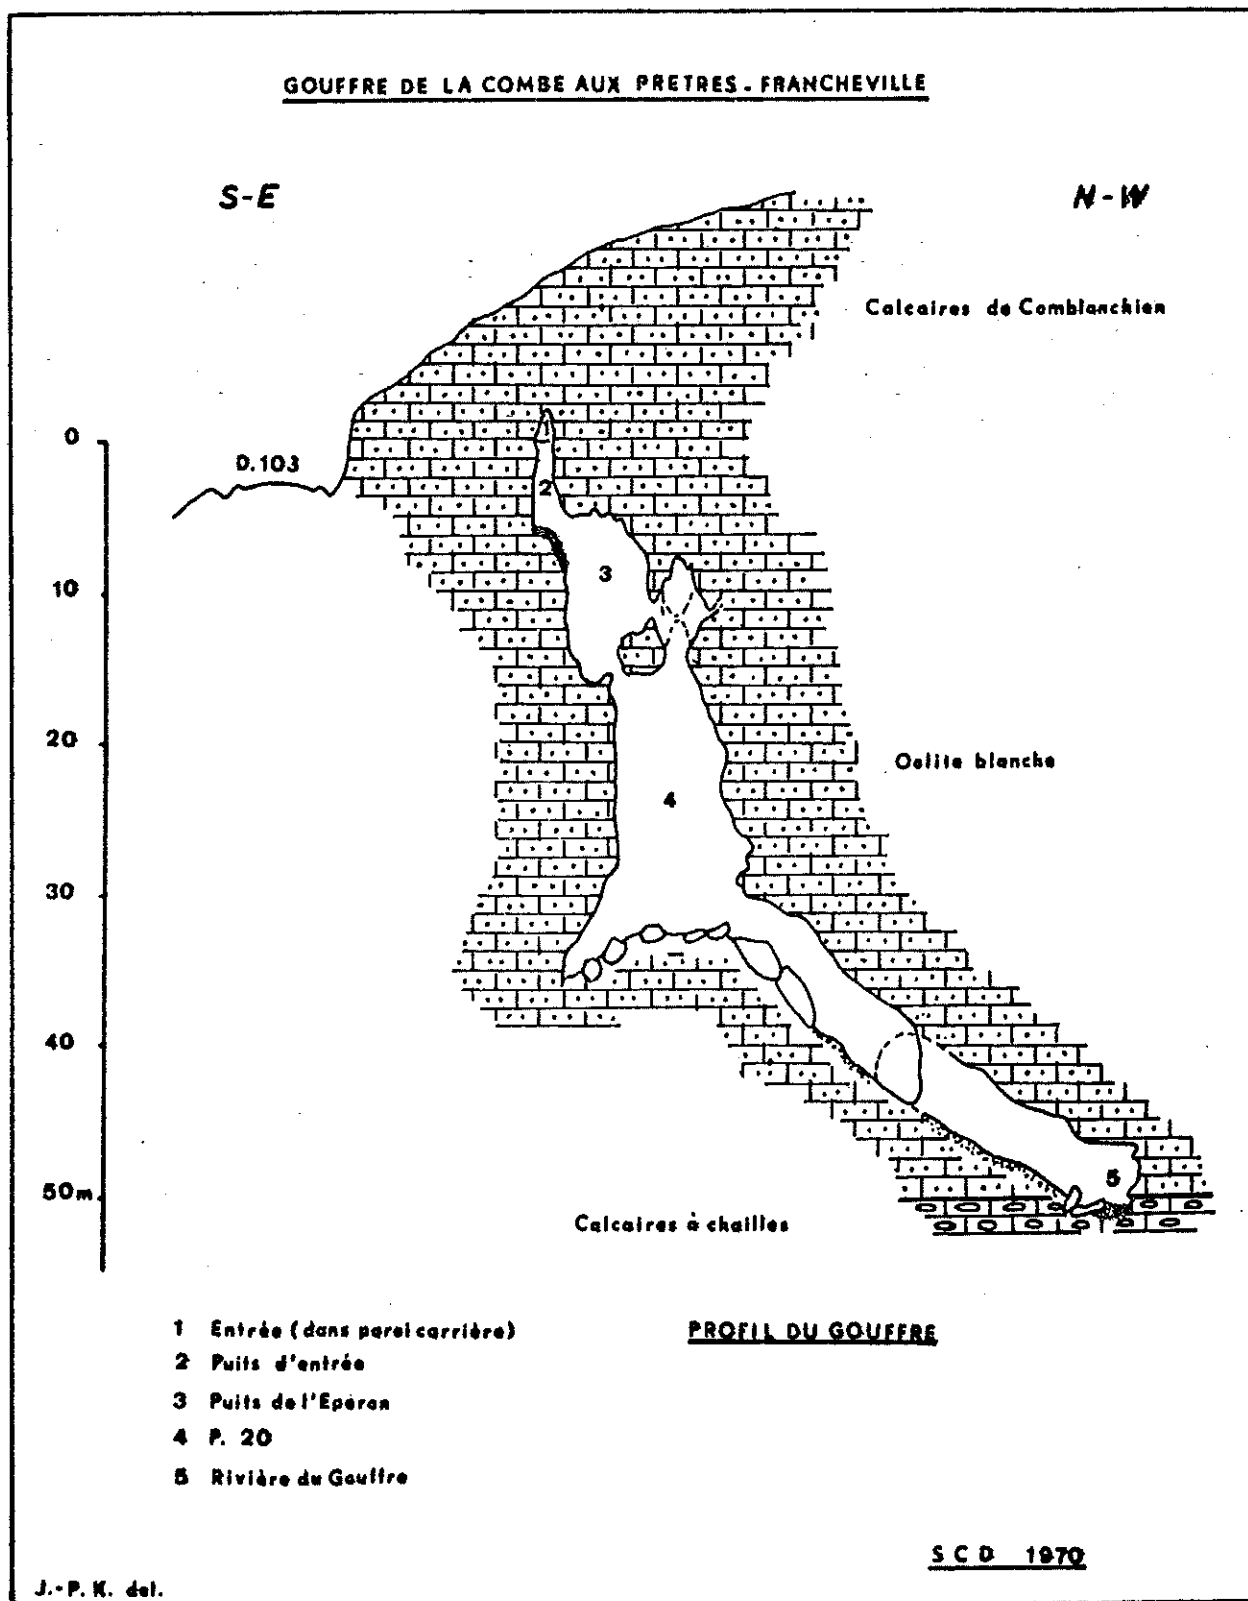 GOUFFRE DE LA COMBE AUX PRETRES - FRANCHEVILLE
S-E
N-W
Calcaires de Comblanchien
0
D.103
1
2
10
3
20
Oolite blanche
4
30
40
50m.
5
Calcaires à chailles
1 Entrée (dans paroi carrière)
2 Puits d'entrée
3 Puits de l'Eperon
4 P. 20
5 Rivière du Gouffre
PROFIL DU GOUFFRE
S C D 1970
J.-P. K. del.